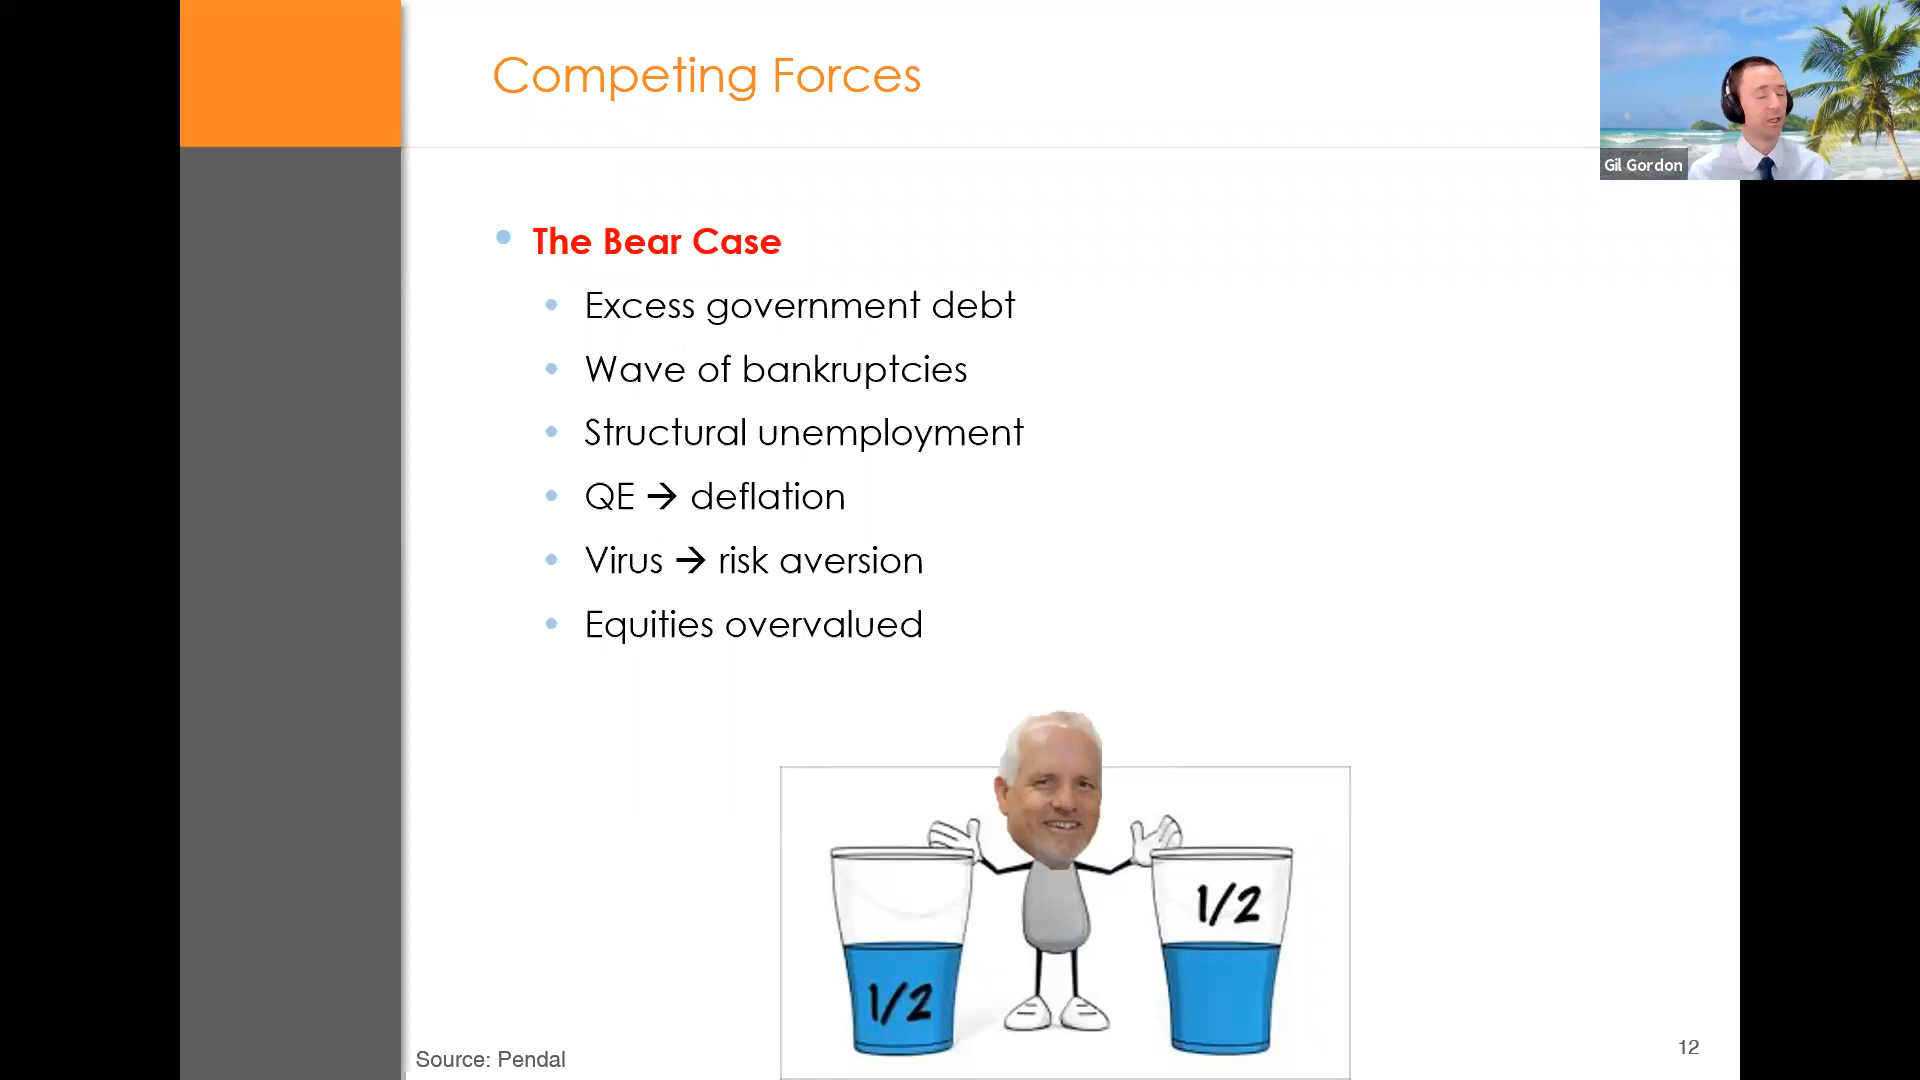 Competing Forces
Gil Gordon
• The Bear Case
• Excess government debt
• Wave of bankruptcies
• Structural unemployment
• QE → deflation
• Virus → risk aversion
• Equities overvalued
1/2
1/2
Source: Pendal
12